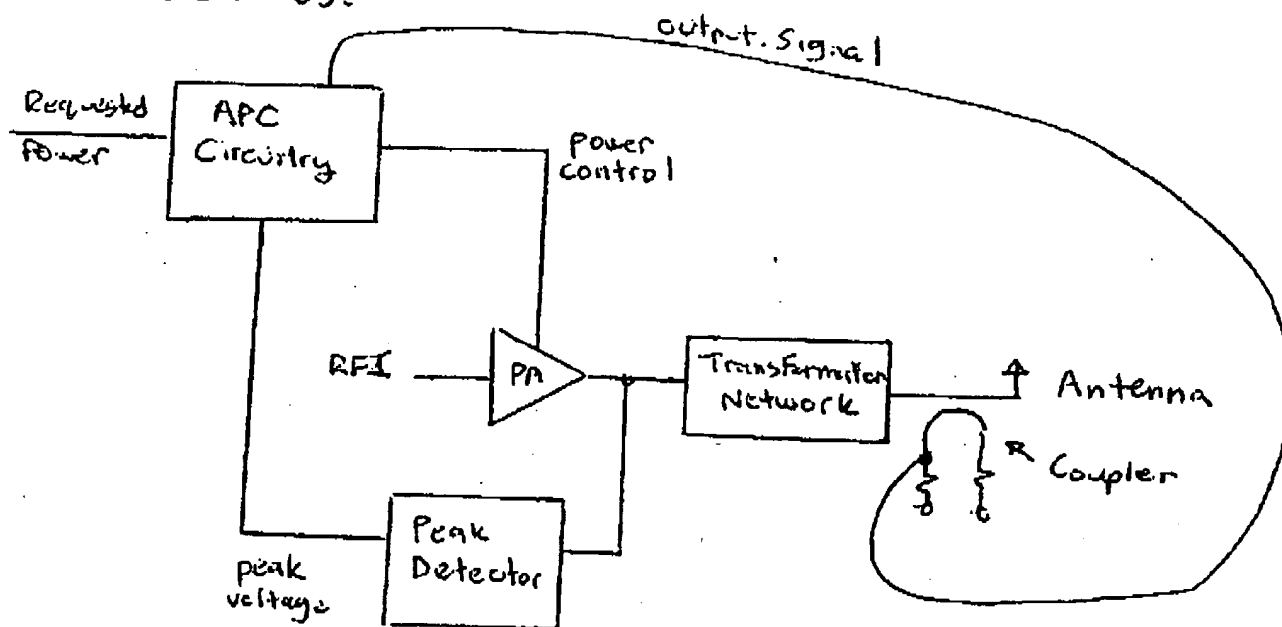 output. Signal
Requested
Power
APC
Circuitry
power
control
RFI
PA
Transformation
Network
Antenna
Coupler
Peak
Detector
peak
voltage